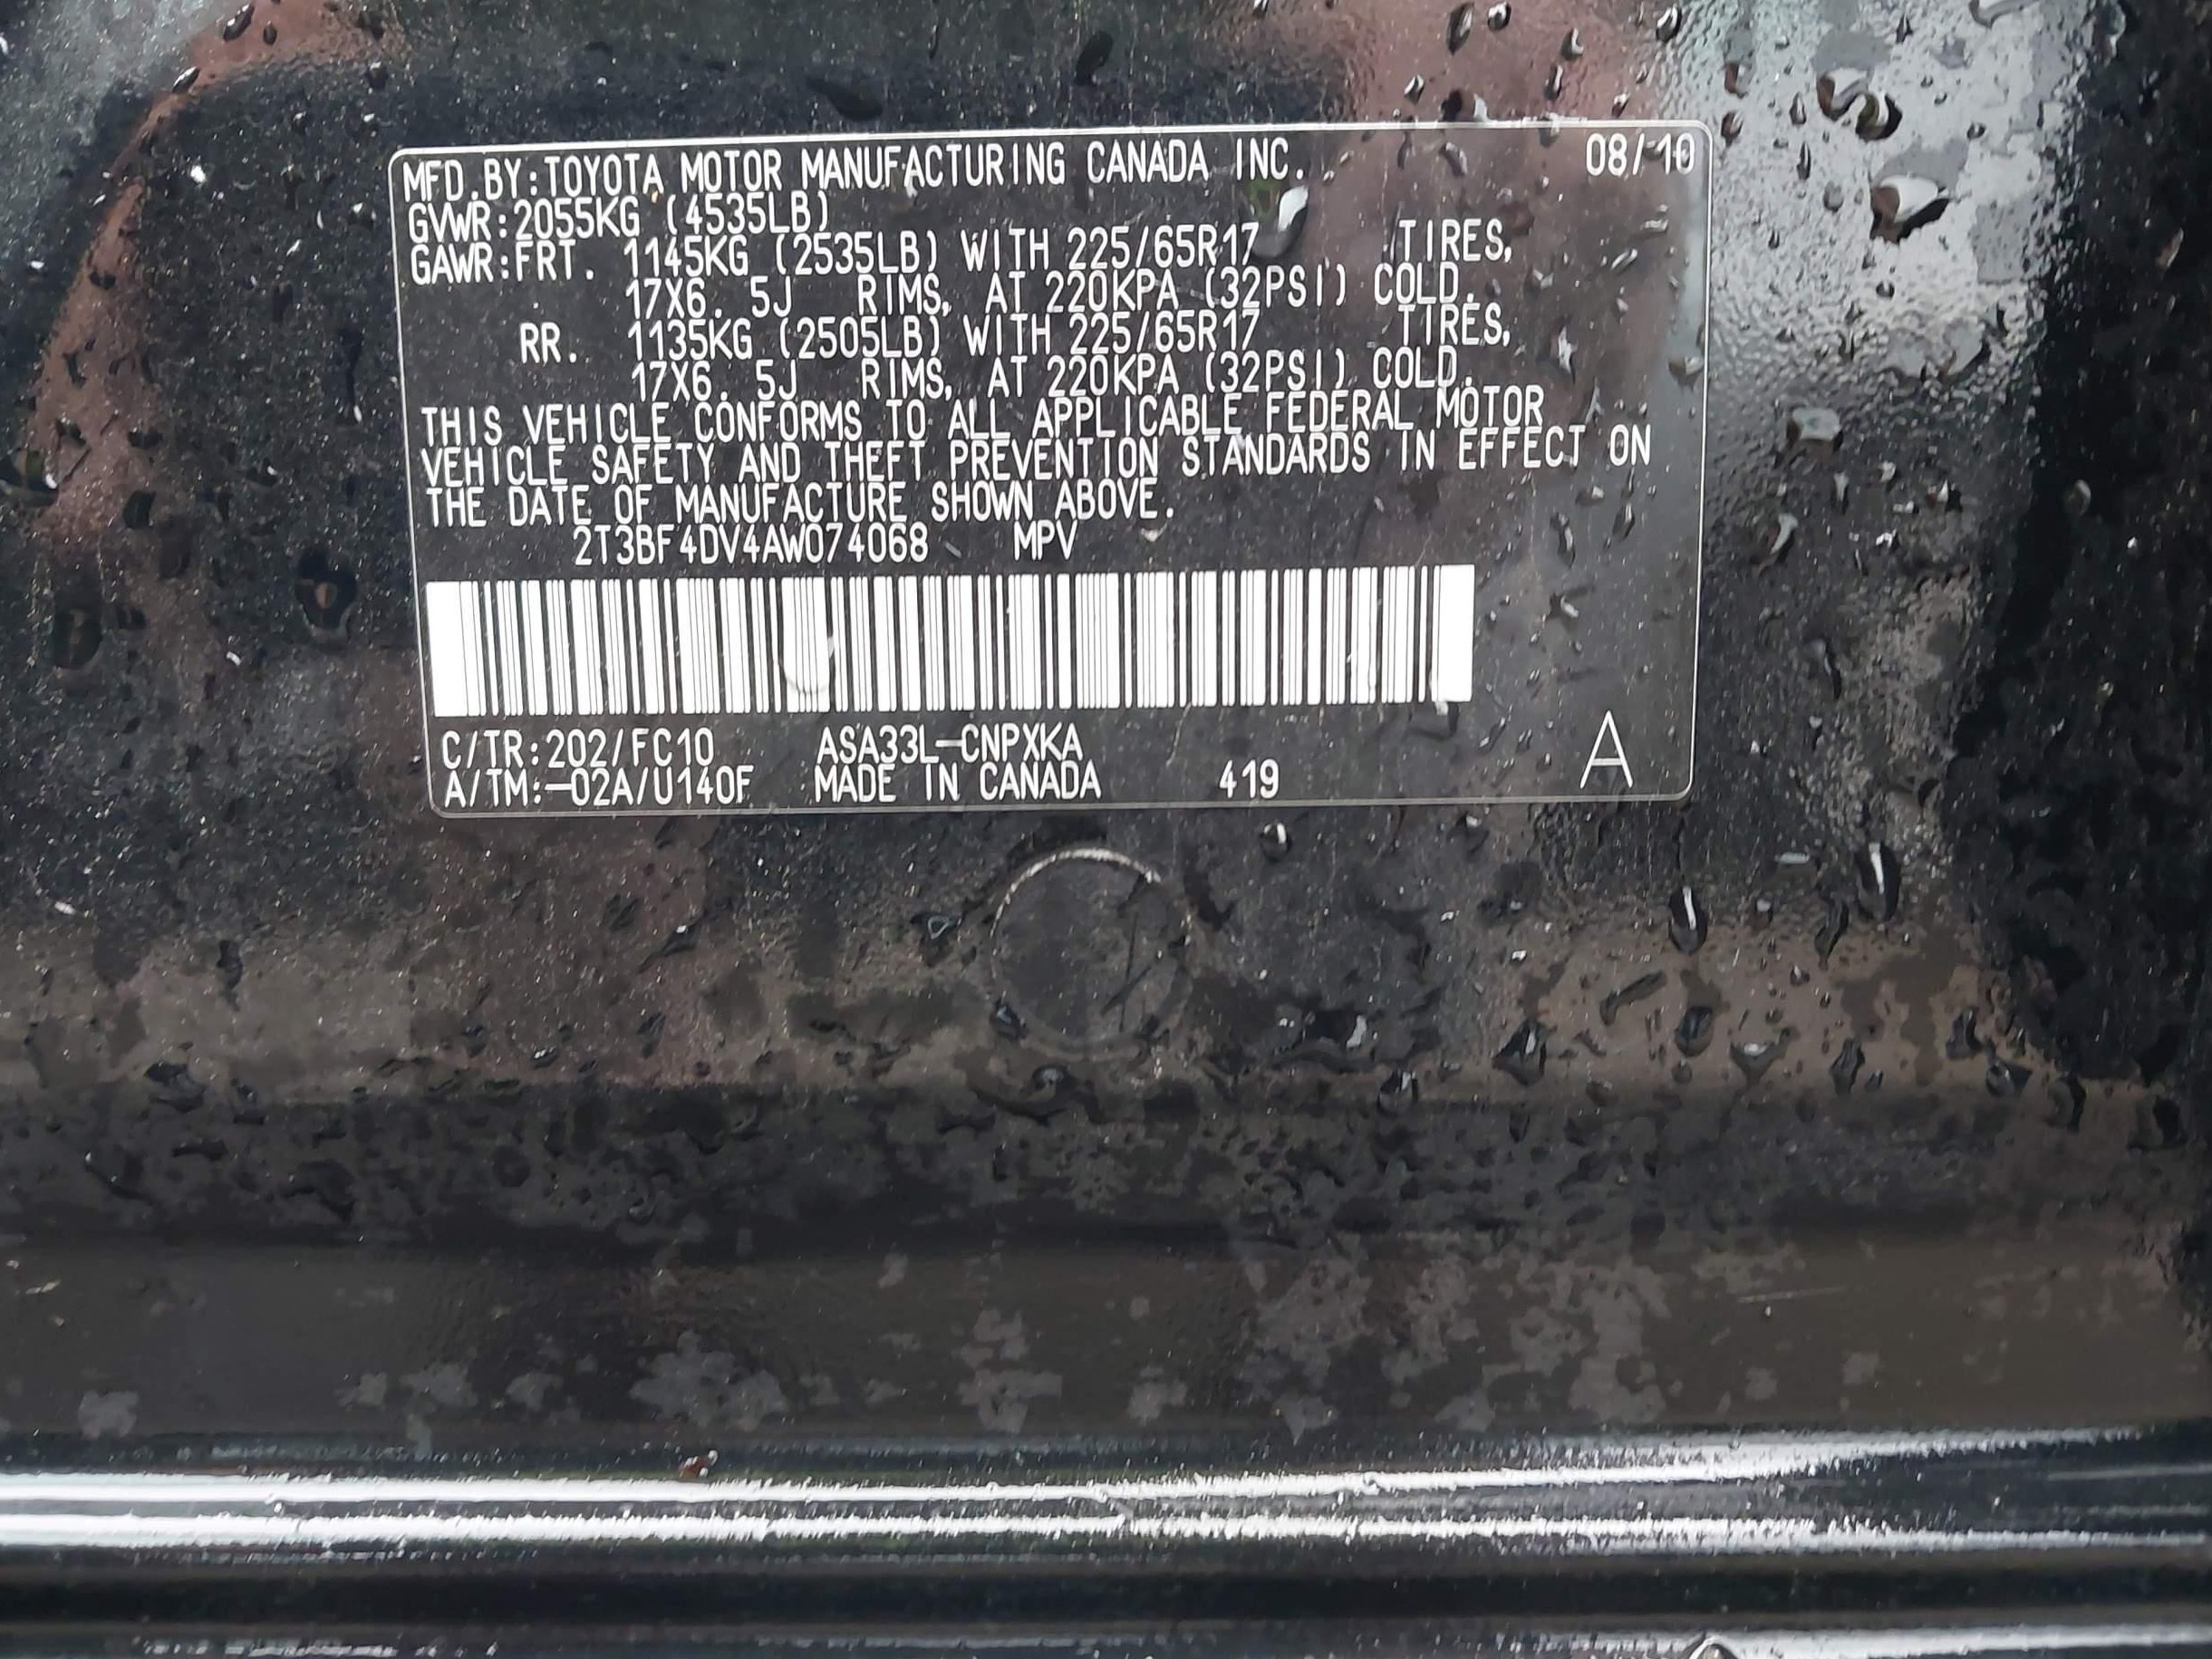 MFD.BY:TOYOTA MOTOR MANUFACTURING CANADA INC. 08/10
GVWR:2055KG (4535LB)
GAWR:FRT. 1145KG (2535LB) WITH 225/65R17 TIRES,
17X6.5J RIMS, AT 220KPA (32PSI) COLD.
RR. 1135KG (2505LB) WITH 225/65R17 TIRES,
17X6.5J RIMS, AT 220KPA (32PSI) COLD.
THIS VEHICLE CONFORMS TO ALL APPLICABLE FEDERAL MOTOR
VEHICLE SAFETY AND THEFT PREVENTION STANDARDS IN EFFECT ON
THE DATE OF MANUFACTURE SHOWN ABOVE.
2T3BF4DV4AW074068 MPV
C/TR:202/FC10 ASA33L-CNPXKA
A/TM:-02A/U140F MADE IN CANADA 419 A